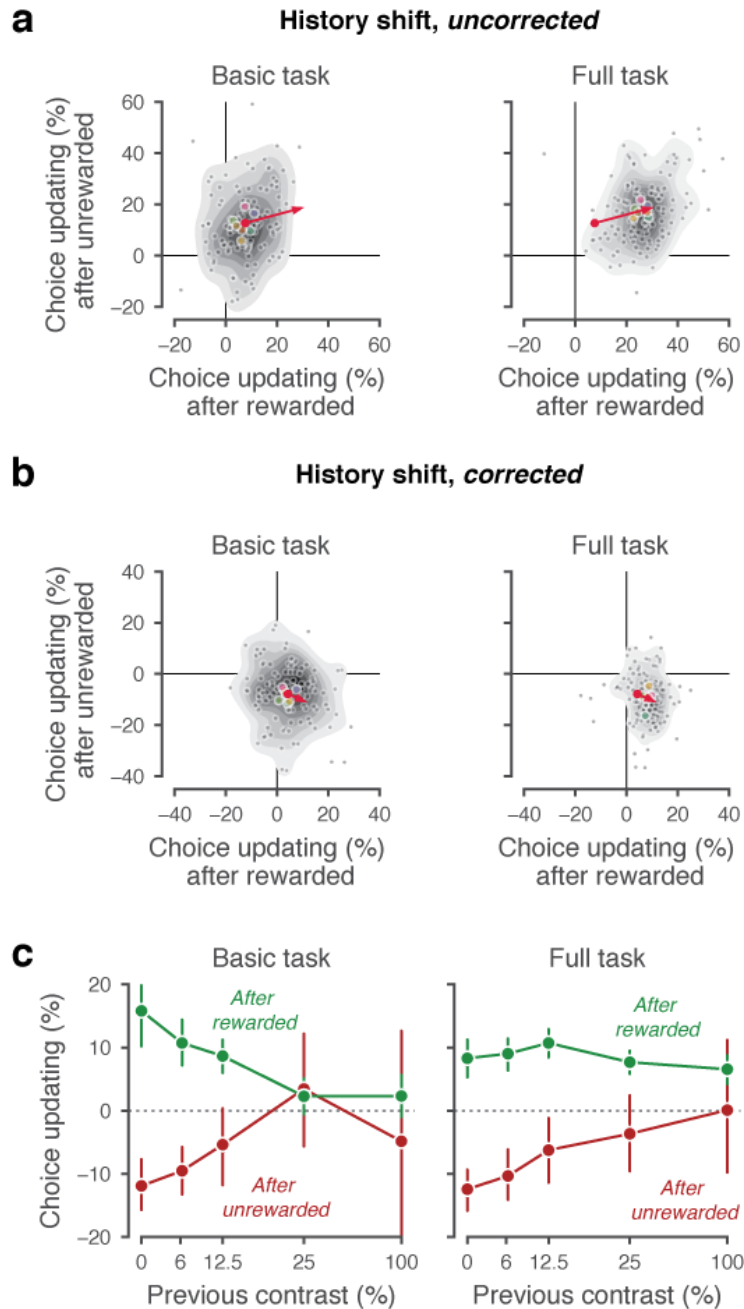 a
History shift, uncorrected
Basic task
Full task
Choice updating (%)
after unrewarded
60
40
20
0
−20
−20 0 20 40 60
−20 0 20 40 60
Choice updating (%)
after rewarded
Choice updating (%)
after rewarded
b
History shift, corrected
Basic task
Full task
Choice updating (%)
after unrewarded
40
20
0
−20
−40
−40 −20 0 20 40
−40 −20 0 20 40
Choice updating (%)
after rewarded
Choice updating (%)
after rewarded
c
Basic task
Full task
Choice updating (%)
20
10
0
−10
−20
After
rewarded
After
unrewarded
After
rewarded
After
unrewarded
0 6 12.5 25 100
0 6 12.5 25 100
Previous contrast (%)
Previous contrast (%)